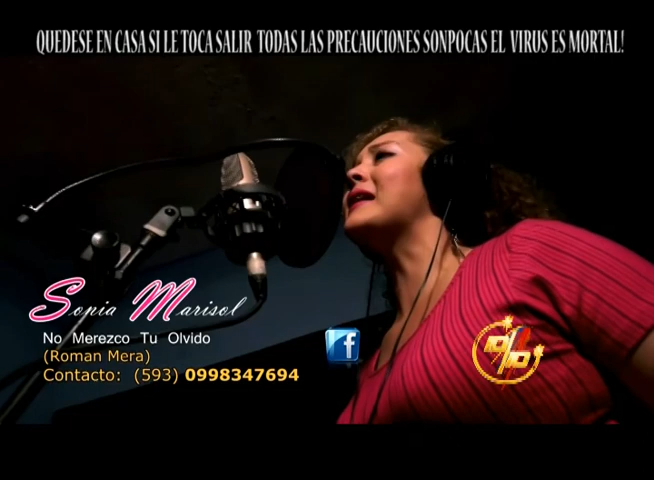 QUEDESE EN CASA SI LE TOCA SALIR TODAS LAS PRECAUCIONES SONPOCAS EL VIRUS ES MORTAL!
Sonia Marisol
No Merezco Tu Olvido
(Roman Mera)
Contacto: (593) 0998347694
f